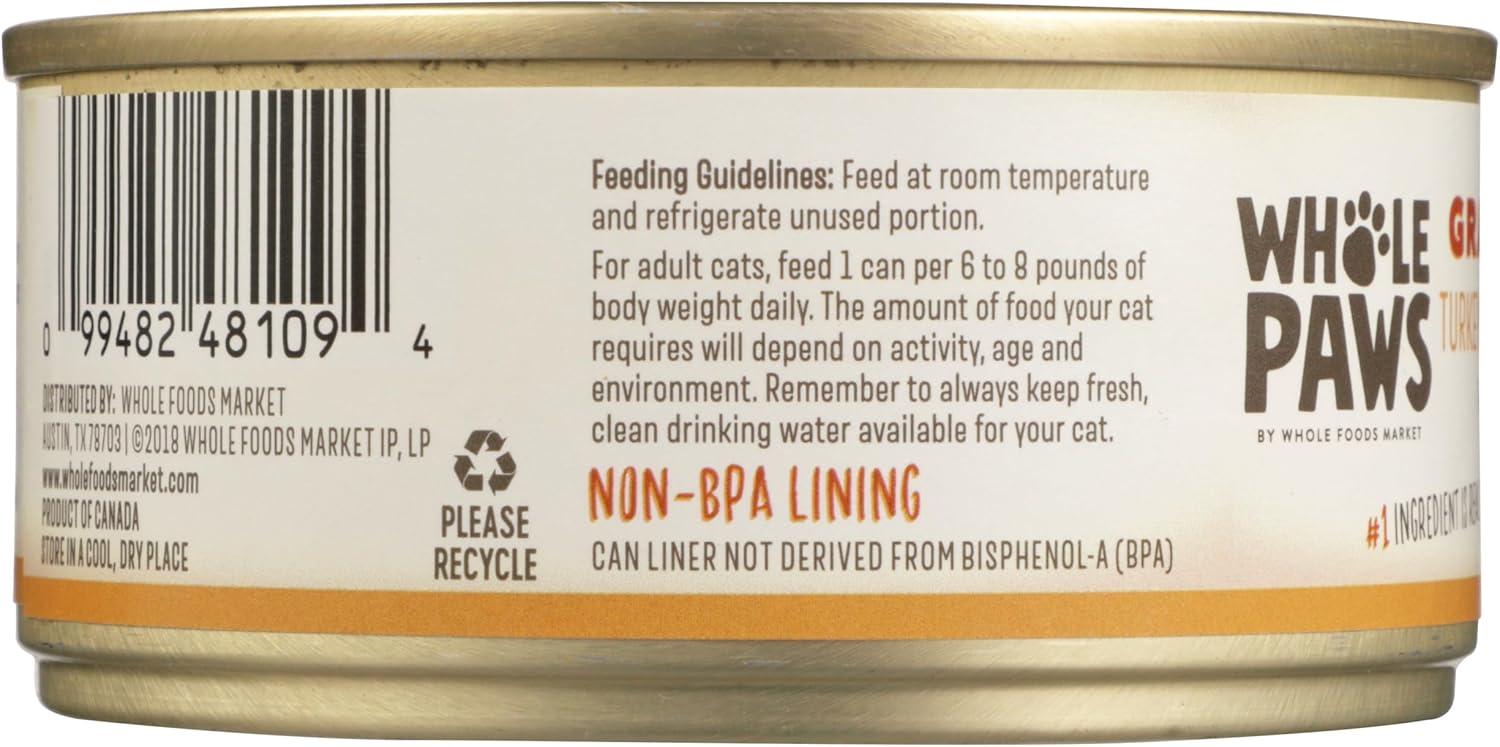 0 99482 48109 4
DISTRIBUTED BY: WHOLE FOODS MARKET
AUSTIN, TX 78703 | ©2018 WHOLE FOODS MARKET IP, LP
www.wholefoodsmarket.com
PRODUCT OF CANADA
STORE IN A COOL, DRY PLACE
PLEASE
RECYCLE
Feeding Guidelines: Feed at room temperature
and refrigerate unused portion.
For adult cats, feed 1 can per 6 to 8 pounds of
body weight daily. The amount of food your cat
requires will depend on activity, age and
environment. Remember to always keep fresh,
clean drinking water available for your cat.
NON-BPA LINING
CAN LINER NOT DERIVED FROM BISPHENOL-A (BPA)
WHOLE
PAWS
BY WHOLE FOODS MARKET
#1 INGREDIENT IS